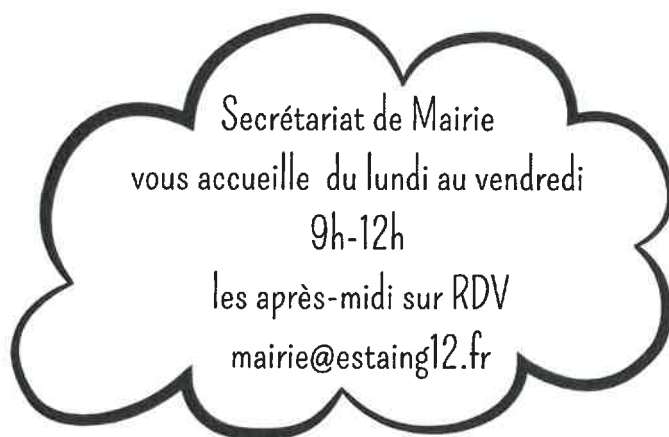 Secrétariat de Mairie
vous accueille du lundi au vendredi
9h-12h
les après-midi sur RDV
mairie@estaing12.fr